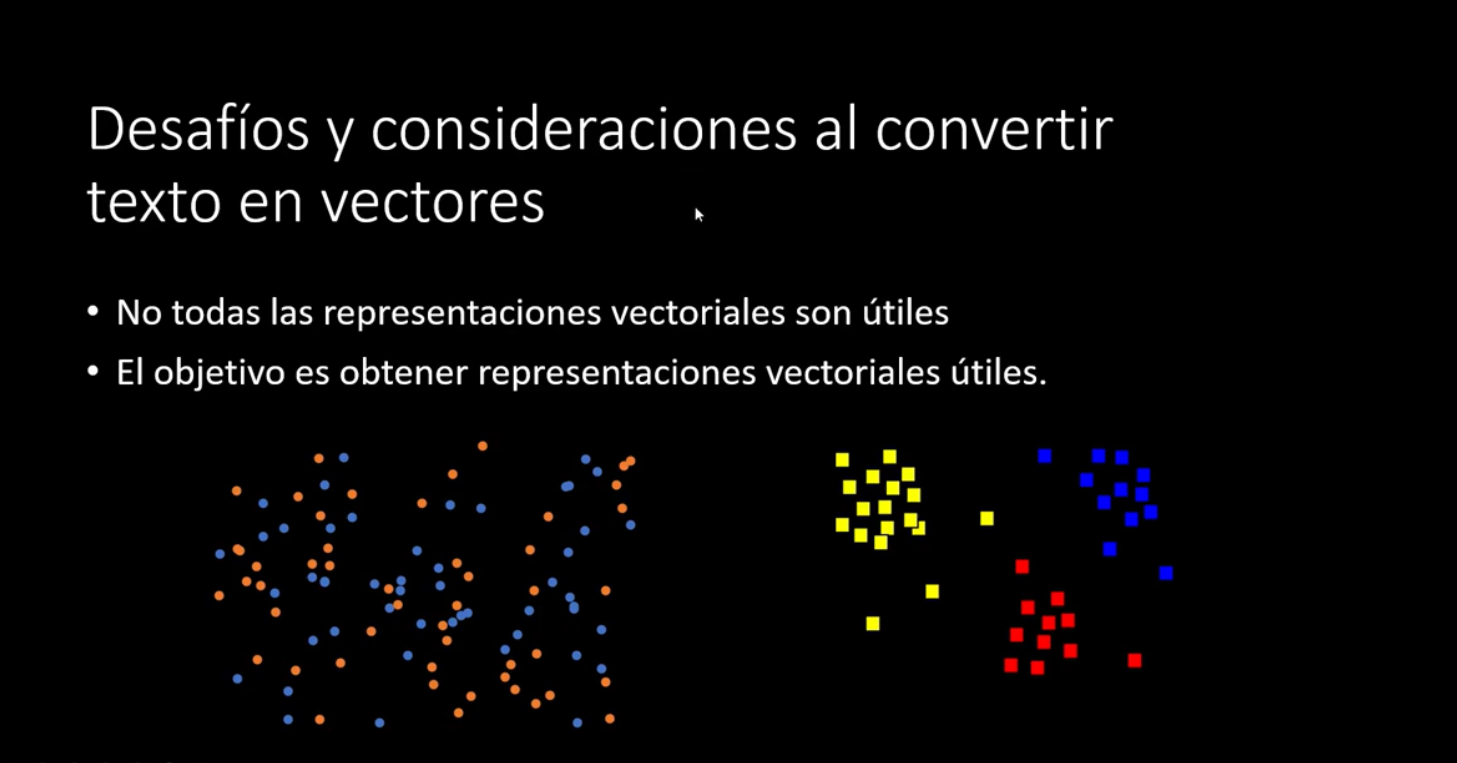 Desafíos y consideraciones al convertir
texto en vectores
• No todas las representaciones vectoriales son útiles
• El objetivo es obtener representaciones vectoriales útiles.